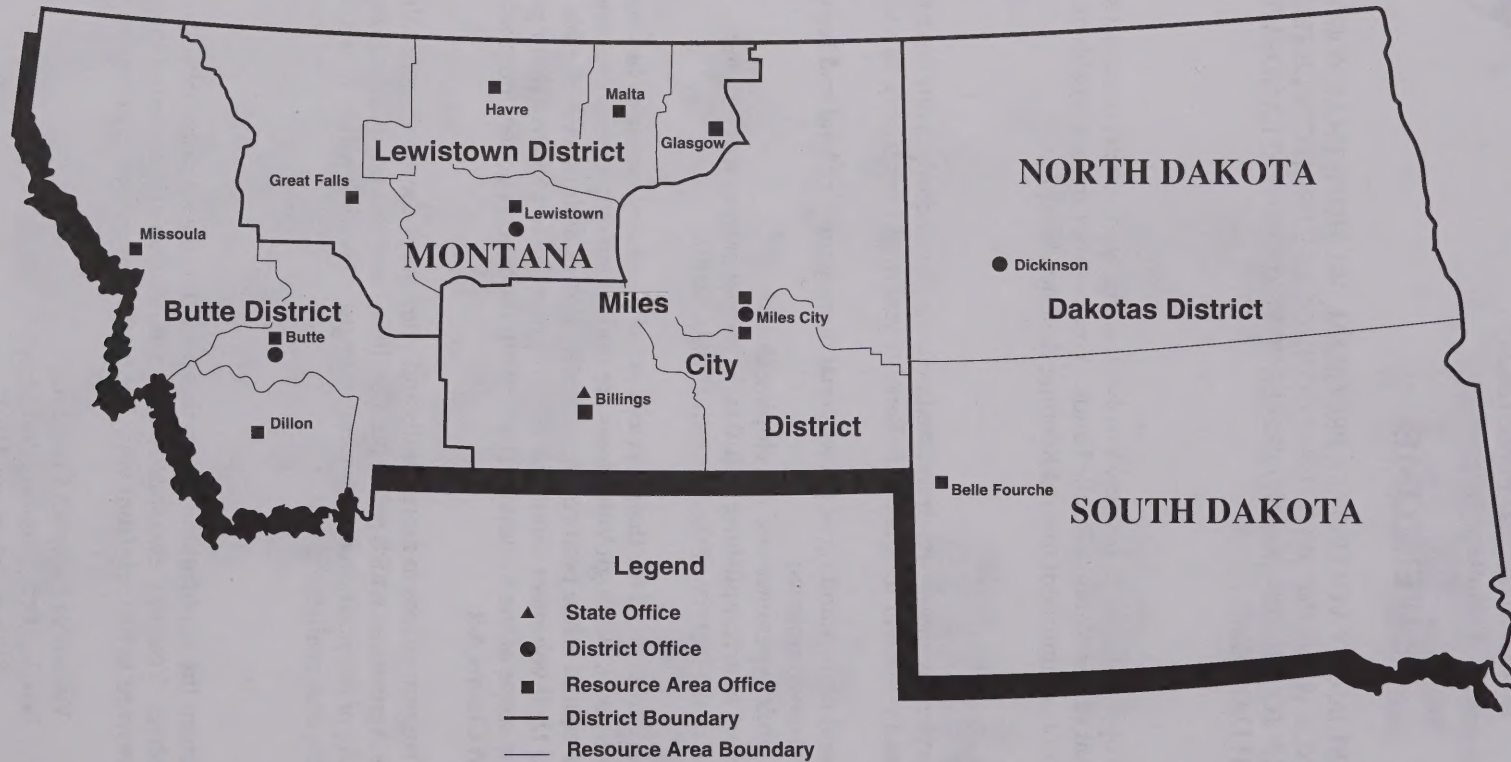 Havre
Malta
Glasgow
Lewistown District
Great Falls
Lewistown
MONTANA
Missoula
Butte District
Butte
Dillon
Miles
City
District
Miles City
Billings
NORTH DAKOTA
Dickinson
Dakotas District
Belle Fourche
SOUTH DAKOTA
Legend
State Office
District Office
Resource Area Office
District Boundary
Resource Area Boundary